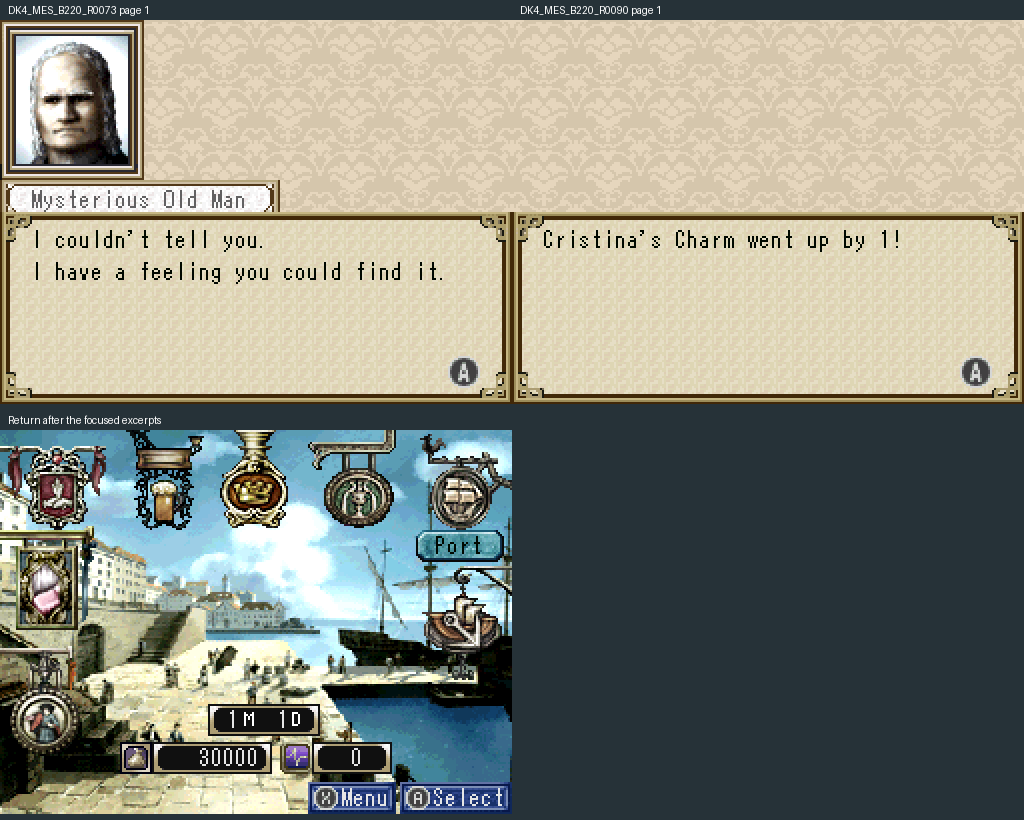 DK4_MES_B220_R0073 page 1
DK4_MES_B220_R0090 page 1
Mysterious Old Man
I couldn't tell you.
I have a feeling you could find it.
A
Cristina's Charm went up by 1!
A
Return after the focused excerpts
Port
1M 1D
30000
0
X Menu
A Select